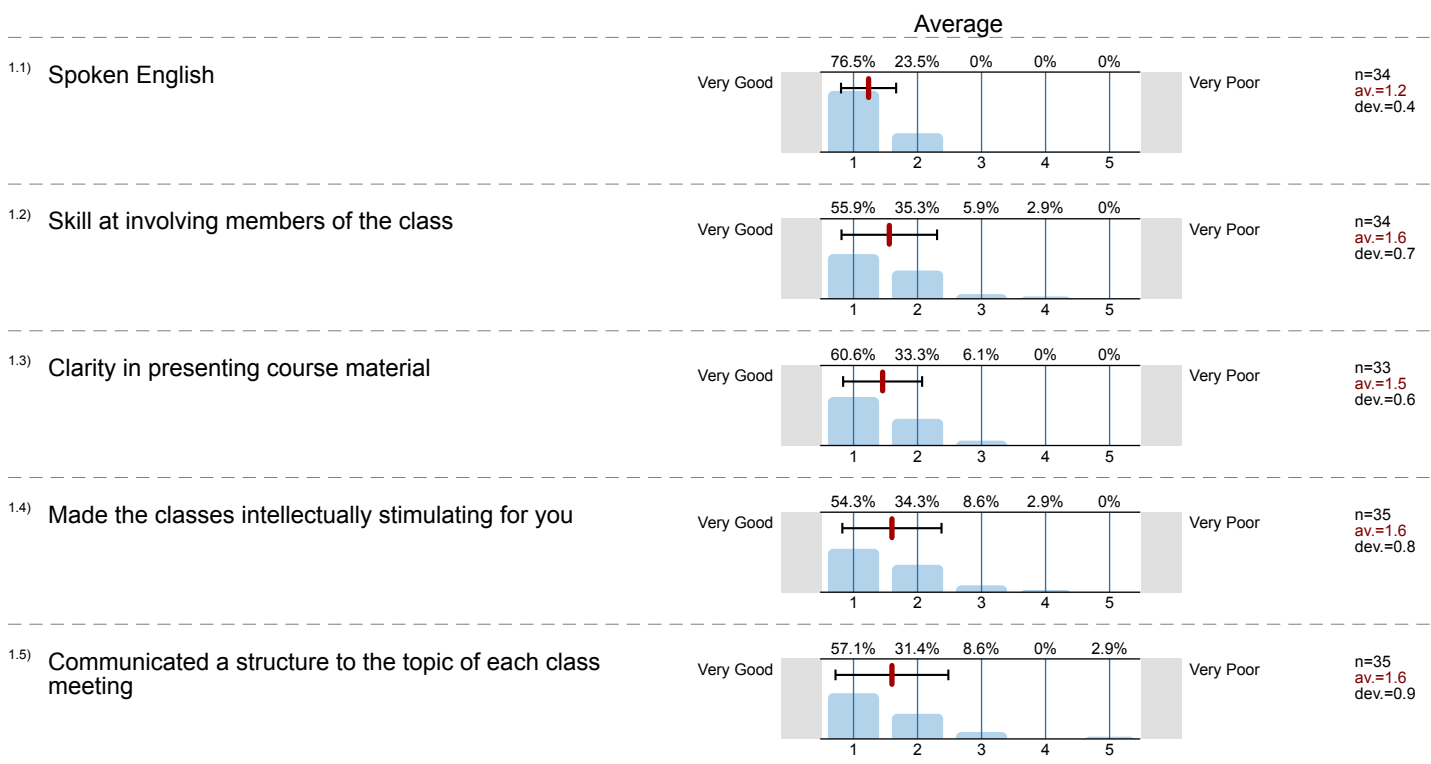 Average
1.1) Spoken English
Very Good
76.5% 23.5% 0% 0% 0%
1 2 3 4 5
Very Poor
n=34
av.=1.2
dev.=0.4
1.2) Skill at involving members of the class
Very Good
55.9% 35.3% 5.9% 2.9% 0%
1 2 3 4 5
Very Poor
n=34
av.=1.6
dev.=0.7
1.3) Clarity in presenting course material
Very Good
60.6% 33.3% 6.1% 0% 0%
1 2 3 4 5
Very Poor
n=33
av.=1.5
dev.=0.6
1.4) Made the classes intellectually stimulating for you
Very Good
54.3% 34.3% 8.6% 2.9% 0%
1 2 3 4 5
Very Poor
n=35
av.=1.6
dev.=0.8
1.5) Communicated a structure to the topic of each class
meeting
Very Good
57.1% 31.4% 8.6% 0% 2.9%
1 2 3 4 5
Very Poor
n=35
av.=1.6
dev.=0.9